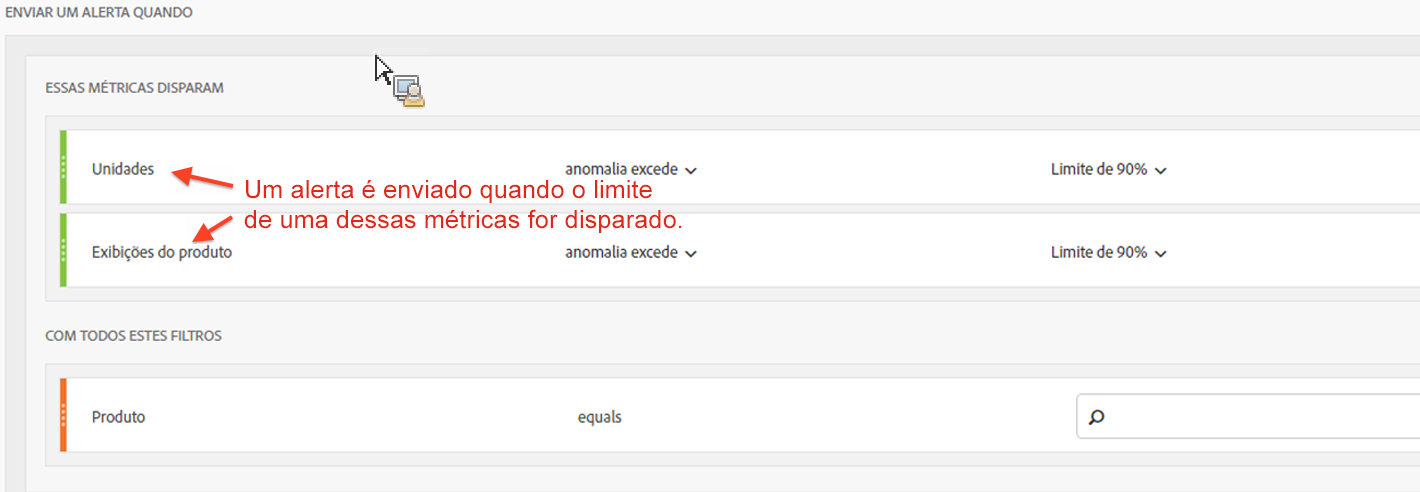 ENVIAR UM ALERTA QUANDO
ESSAS MÉTRICAS DISPARAM
Unidades anomalia excede Limite de 90%
Um alerta é enviado quando o limite
de uma dessas métricas for disparado.
Exibições do produto anomalia excede Limite de 90%
COM TODOS ESTES FILTROS
Produto equals